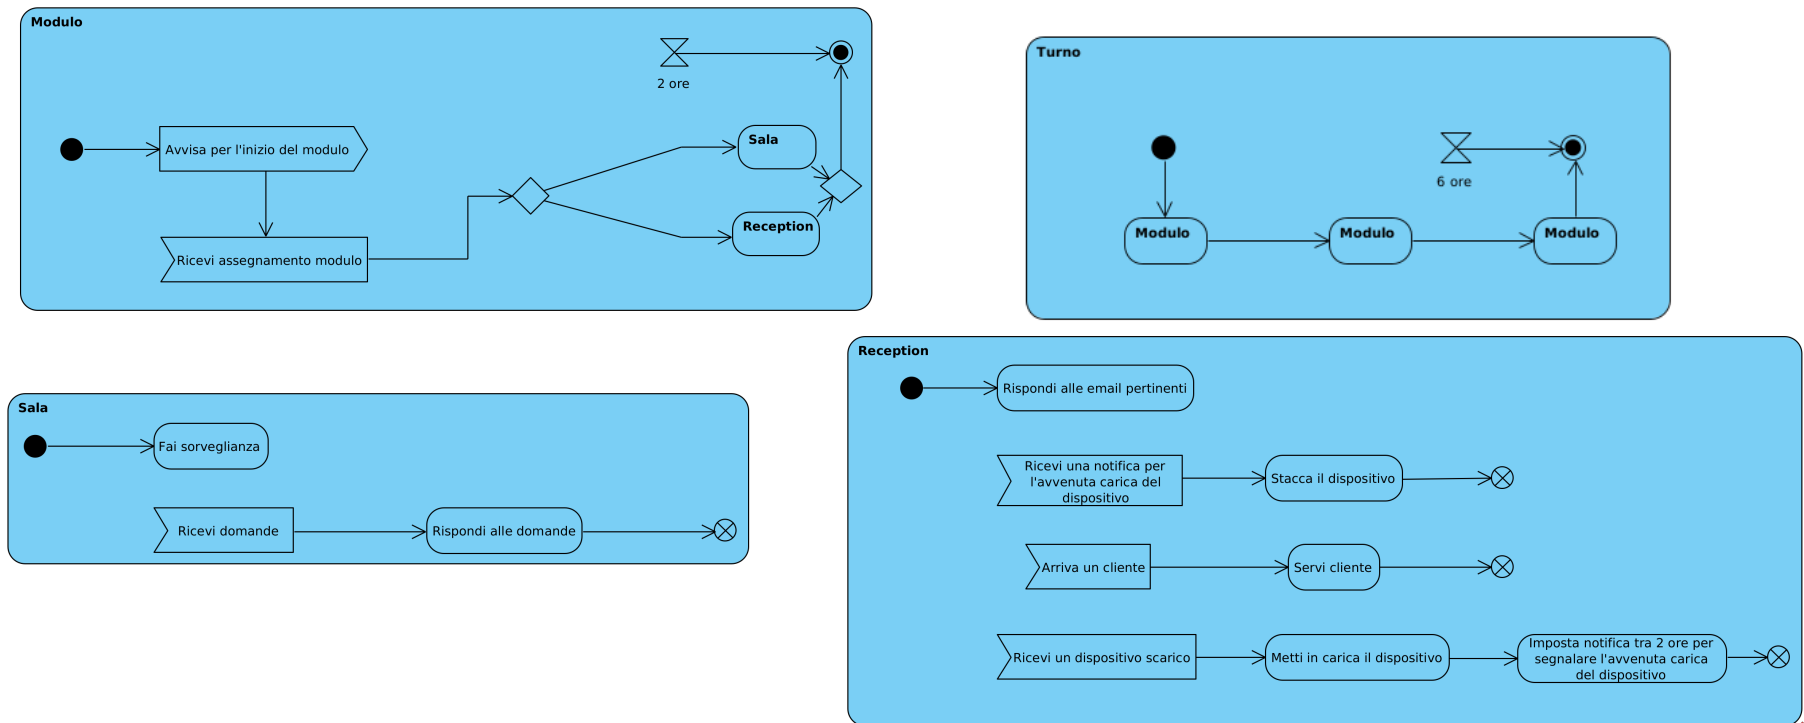 Modulo
2 ore
Avvisa per l'inizio del modulo
Sala
Reception
Ricevi assegnamento modulo
Turno
6 ore
Modulo
Modulo
Modulo
Sala
Fai sorveglianza
Ricevi domande
Rispondi alle domande
Reception
Rispondi alle email pertinenti
Ricevi una notifica per
l'avvenuta carica del
dispositivo
Stacca il dispositivo
Arriva un cliente
Servi cliente
Ricevi un dispositivo scarico
Metti in carica il dispositivo
Imposta notifica tra 2 ore per
segnalare l'avvenuta carica
del dispositivo